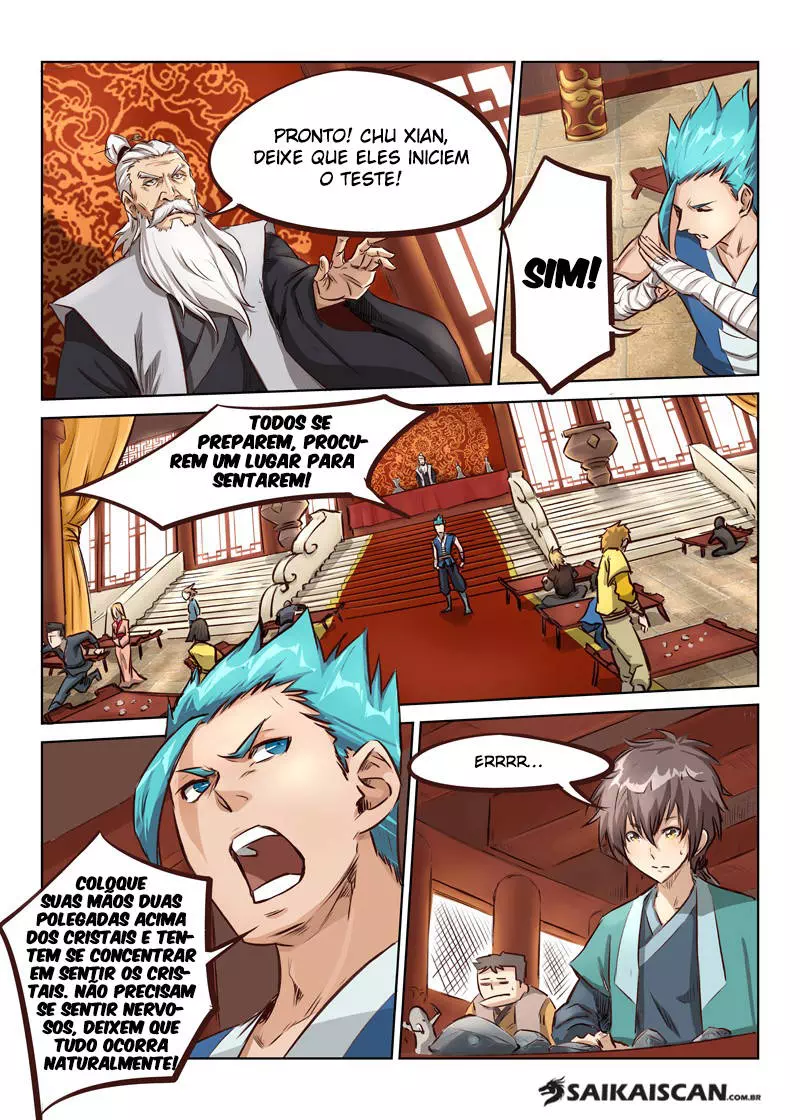 PRONTO! CHU XIAN,
DEIXE QUE ELES INICIEM
O TESTE!
SIM!
TODOS SE
PREPAREM, PROCU-
REM UM LUGAR PARA
SENTAREM!
COLOQUE
SUAS MÃOS DUAS
POLEGADAS ACIMA
DOS CRISTAIS E TEN-
TEM SE CONCENTRAR
EM SENTIR OS CRIS-
TAIS. NÃO PRECISAM
SE SENTIR NERVO-
SOS, DEIXEM QUE
TUDO OCORRA
NATURALMENTE!
ERRRR...
SAIKAISCAN.COM.BR